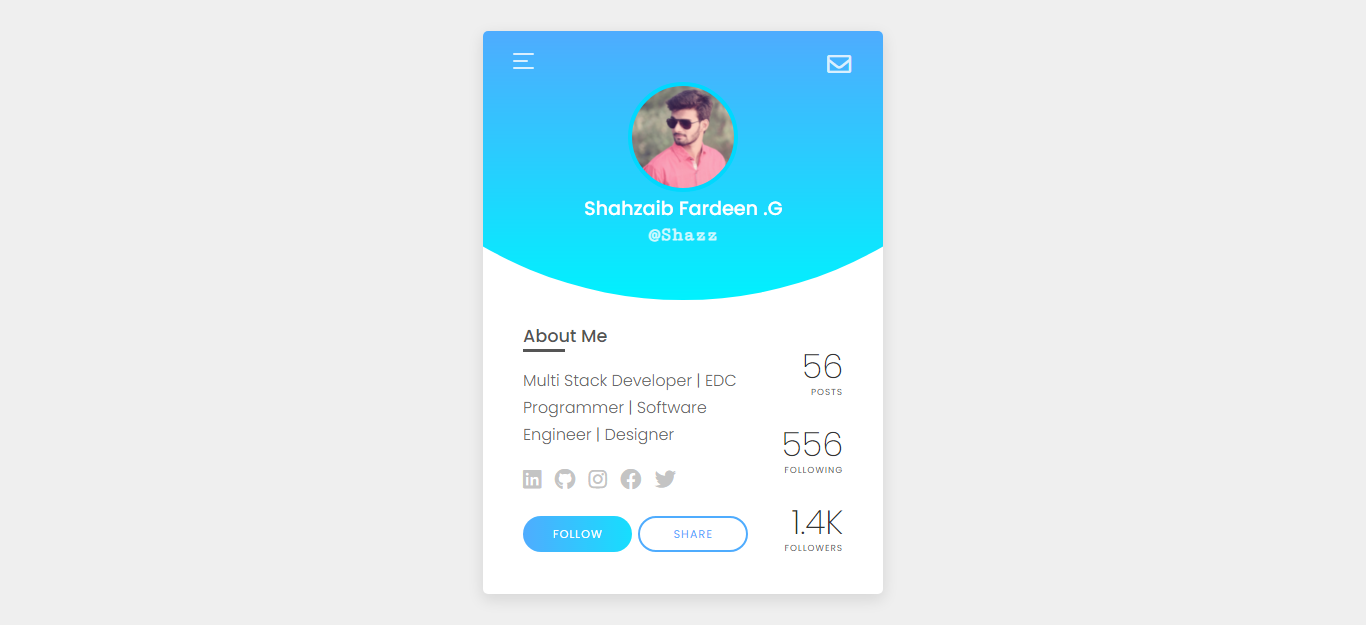 Shahzaib Fardeen .G
@Shazz
About Me
Multi Stack Developer | EDC
Programmer | Software
Engineer | Designer
FOLLOW
SHARE
56
POSTS
556
FOLLOWING
1.4K
FOLLOWERS